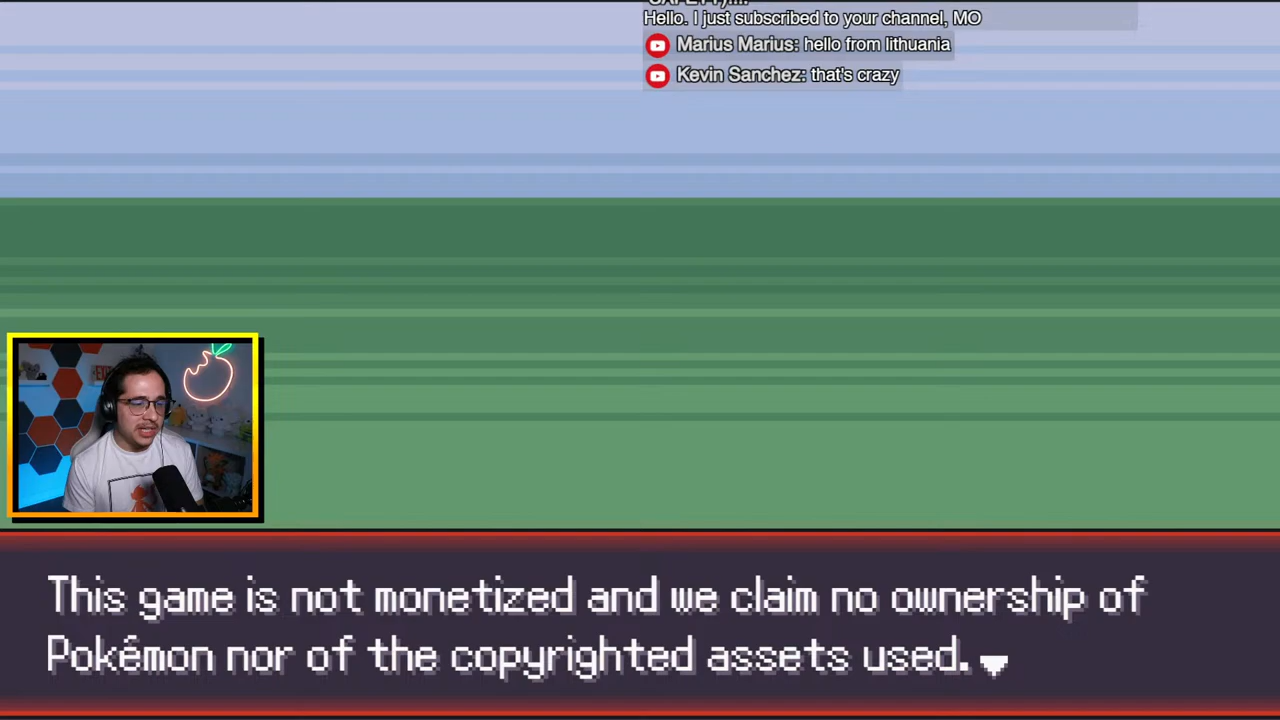 Hello. I just subscribed to your channel, MO
Marius Marius: hello from lithuania
Kevin Sanchez: that's crazy
This game is not monetized and we claim no ownership of
Pokémon nor of the copyrighted assets used.